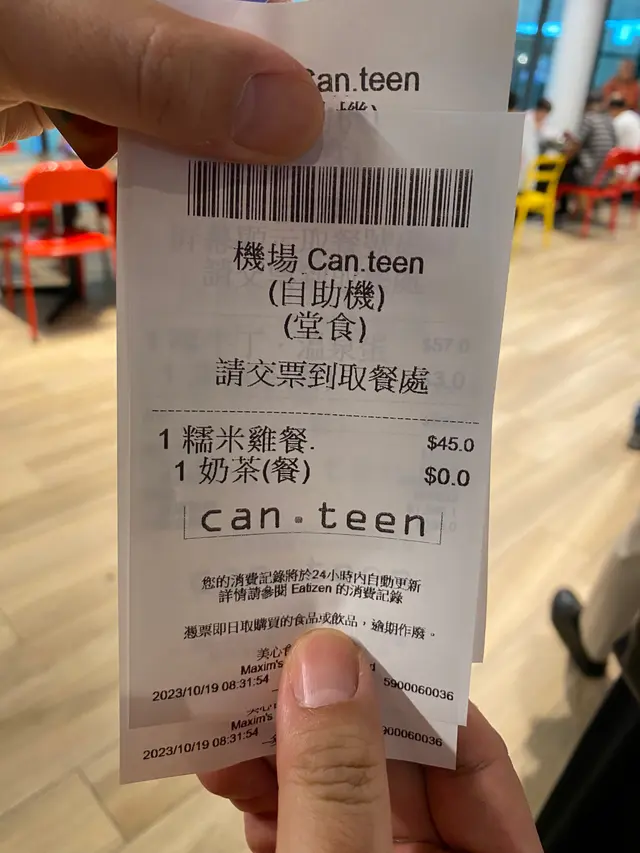 Can.teen
機場 Can.teen
(自助機)
(堂食)
請交票到取餐處
1 糯米雞餐. $45.0
1 奶茶(餐) $0.0
can.teen
您的消費記錄將於24小時內自動更新
詳情請參閱 Eatizen 的消費記錄
憑票即日取購買的食品或飲品，逾期作廢。
美心食
Maxim's
2023/10/19 08:31:54 5900060036
Maxim's
2023/10/19 08:31:54 900060036